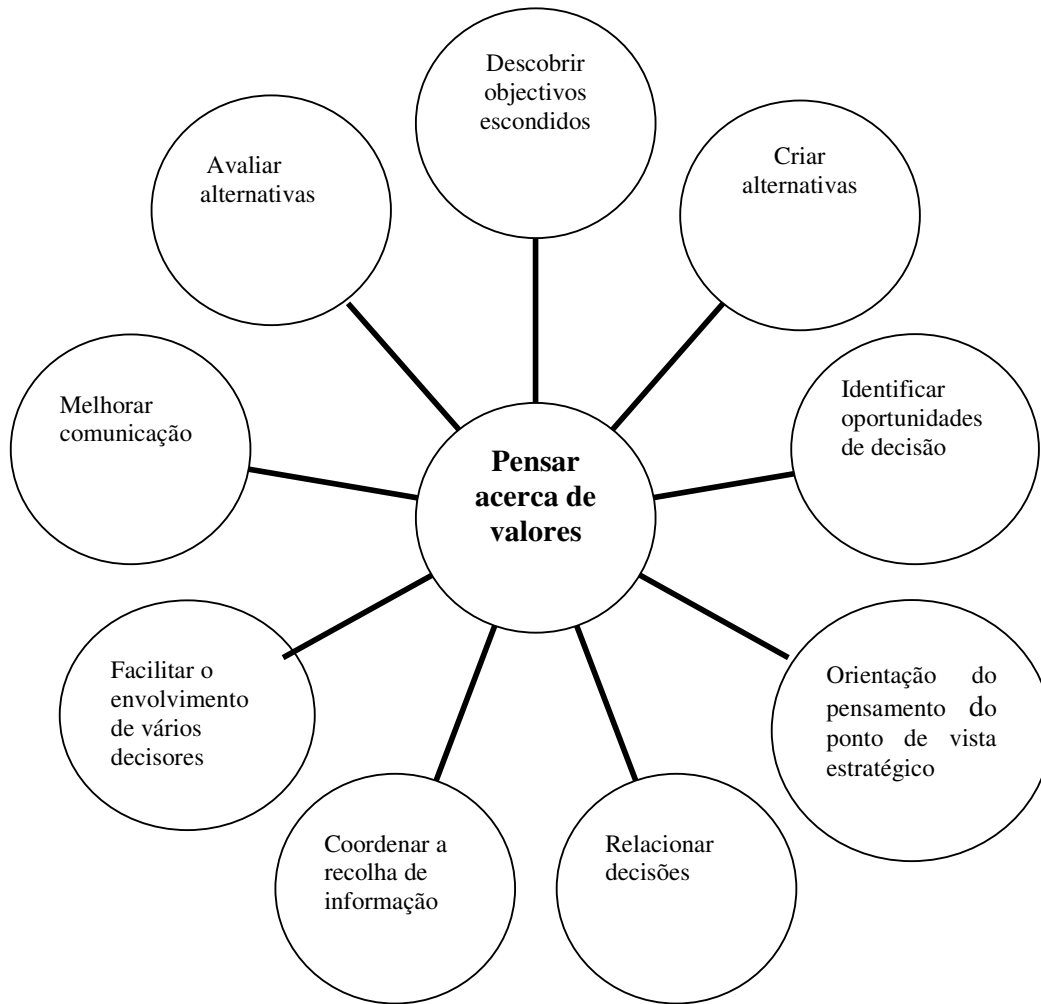 Descobrir
objectivos
escondidos
Avaliar
alternativas
Criar
alternativas
Melhorar
comunicação
Identificar
oportunidades
de decisão
Pensar
acerca de
valores
Facilitar o
envolvimento
de vários
decisores
Orientação do
pensamento do
ponto de vista
estratégico
Coordenar a
recolha de
informação
Relacionar
decisões